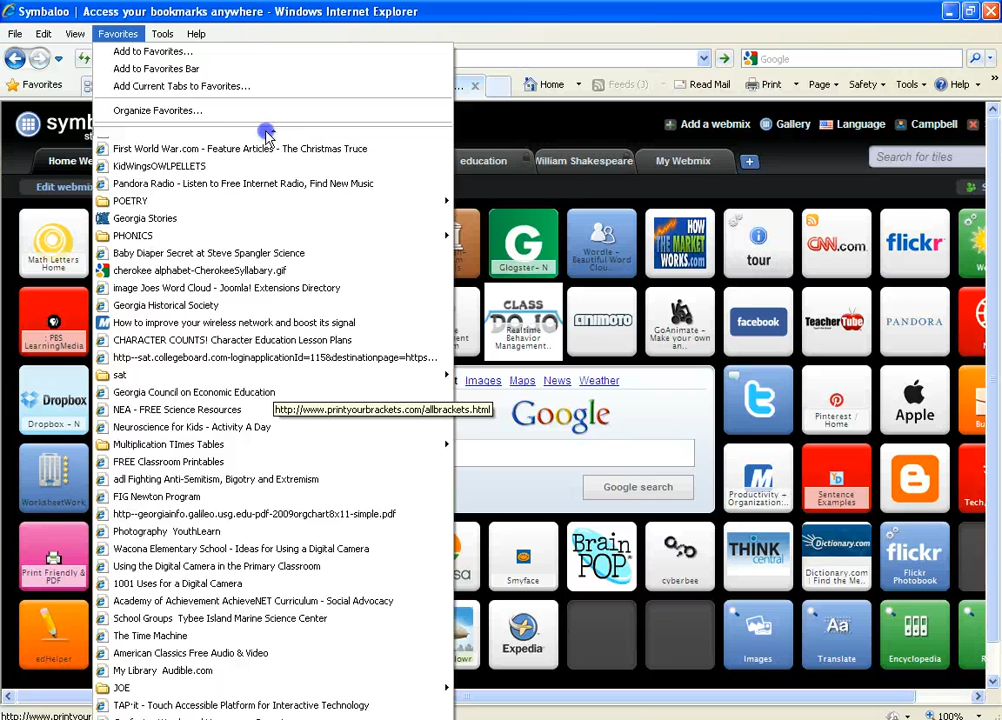 Symbaloo | Access your bookmarks anywhere - Windows Internet Explorer
File Edit View Favorites Tools Help
Add to Favorites...
Add to Favorites Bar
Add Current Tabs to Favorites...
Organize Favorites...
First World War.com - Feature Articles - The Christmas Truce
KidWingsOWLPELLETS
Pandora Radio - Listen to Free Internet Radio, Find New Music
POETRY
Georgia Stories
PHONICS
Baby Diaper Secret at Steve Spangler Science
cherokee alphabet-CherokeeSyllabary.gif
image Joes Word Cloud - Joomla! Extensions Directory
Georgia Historical Society
How to improve your wireless network and boost its signal
CHARACTER COUNTS! Character Education Lesson Plans
http--sat.collegeboard.com-loginapplicationId=115&destinationpage=https...
sat
Georgia Council on Economic Education
NEA - FREE Science Resources
http://www.printyourbrackets.com/allbrackets.html
Neuroscience for Kids - Activity A Day
Multiplication TImes Tables
FREE Classroom Printables
adl Fighting Anti-Semitism, Bigotry and Extremism
FIG Newton Program
http--georgiainfo.galileo.usg.edu-pdf-2009orgchart8x11-simple.pdf
Photography YouthLearn
Wacona Elementary School - Ideas for Using a Digital Camera
Using the Digital Camera in the Primary Classroom
1001 Uses for a Digital Camera
Academy of Achievement AchieveNET Curriculum - Social Advocacy
School Groups Tybee Island Marine Science Center
The Time Machine
American Classics Free Audio & Video
My Library Audible.com
JOE
TAP·it - Touch Accessible Platform for Interactive Technology
Google
Favorites
Home Feeds (3) Read Mail Print Page Safety Tools Help
Add a webmix Gallery Language Campbell
education William Shakespeare My Webmix
Search for tiles
Edit webmix
Math Letters Home
Glogster- N
Wordle - Beautiful Word Clou...
HOW THE MARKET WORKS.com
tour
CNN.com
flickr
PBS LearningMedia
CLASS DOJO
Realtime Behavior Management...
ANIMOTO
GoAnimate - Make your own an...
facebook
TeacherTube
PANDORA
Dropbox
Dropbox - N
Images Maps News Weather
Google
Google search
Pinterest / Home
Apple
WorksheetWork
Productivity - Organization:...
Sentence Examples
Print Friendly & PDF
Smyface
Brain POP
cyberbee
THINK central
Dictionary.com
Dictionary.com | Find the Me...
flickr
Flickr Photobook
edHelper
Expedia
Images
Translate
Encyclopedia
100%